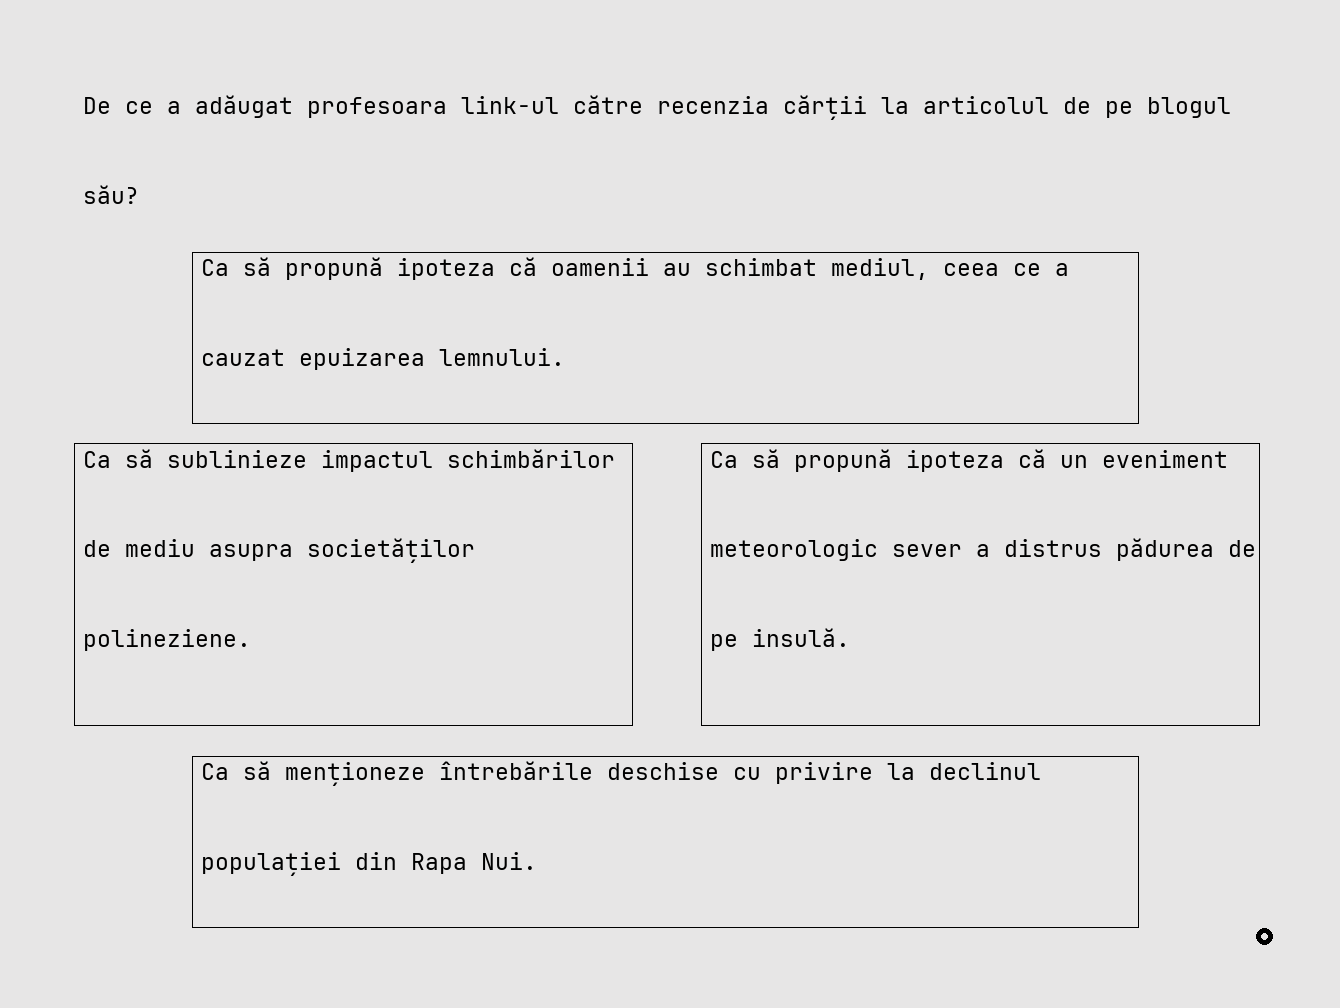 De ce a adăugat profesoara link-ul către recenzia cărții la articolul de pe blogul
său?
Ca să propună ipoteza că oamenii au schimbat mediul, ceea ce a
cauzat epuizarea lemnului.
Ca să sublinieze impactul schimbărilor
de mediu asupra societăților
polineziene.
Ca să propună ipoteza că un eveniment
meteorologic sever a distrus pădurea de
pe insulă.
Ca să menționeze întrebările deschise cu privire la declinul
populației din Rapa Nui.